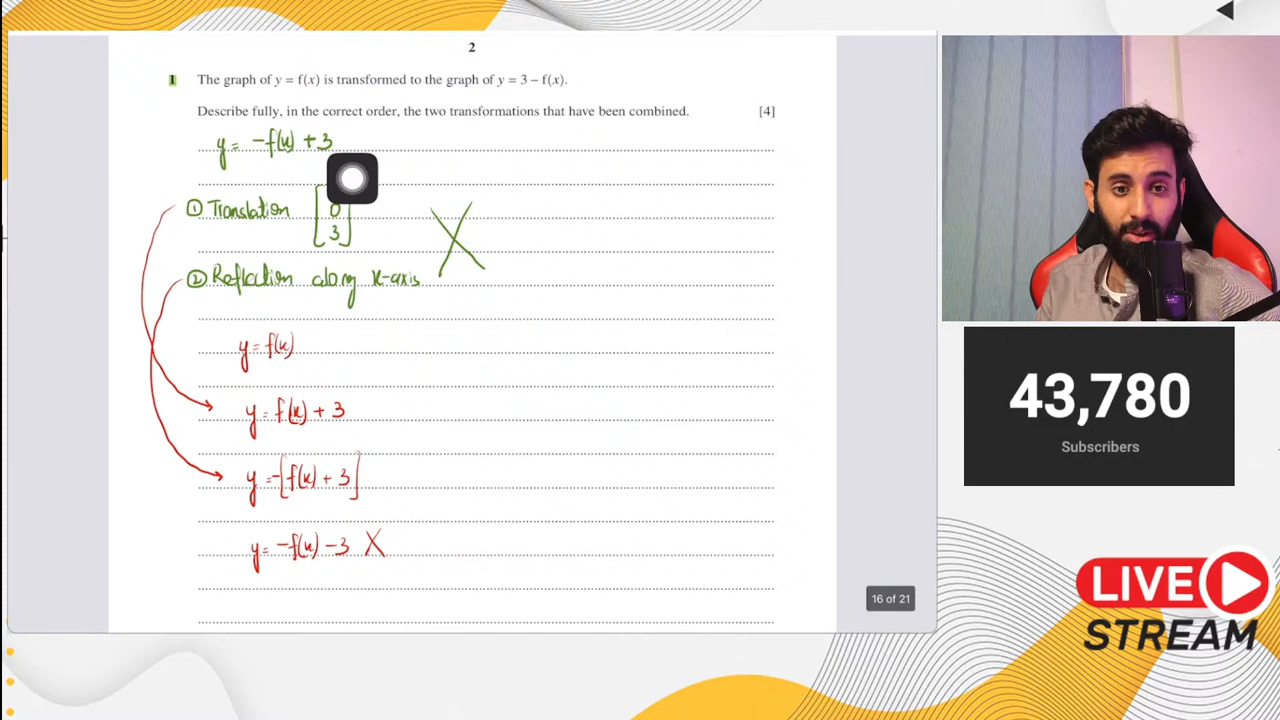 2
1 The graph of y = f(x) is transformed to the graph of y = 3 − f(x).
Describe fully, in the correct order, the two transformations that have been combined. [4]
y = -f(x) + 3
① Translation [0 3]
② Reflection along x-axis
y = f(x)
y = f(x) + 3
y = -[f(x) + 3]
y = -f(x) - 3 X
16 of 21
43,780
Subscribers
LIVE
STREAM